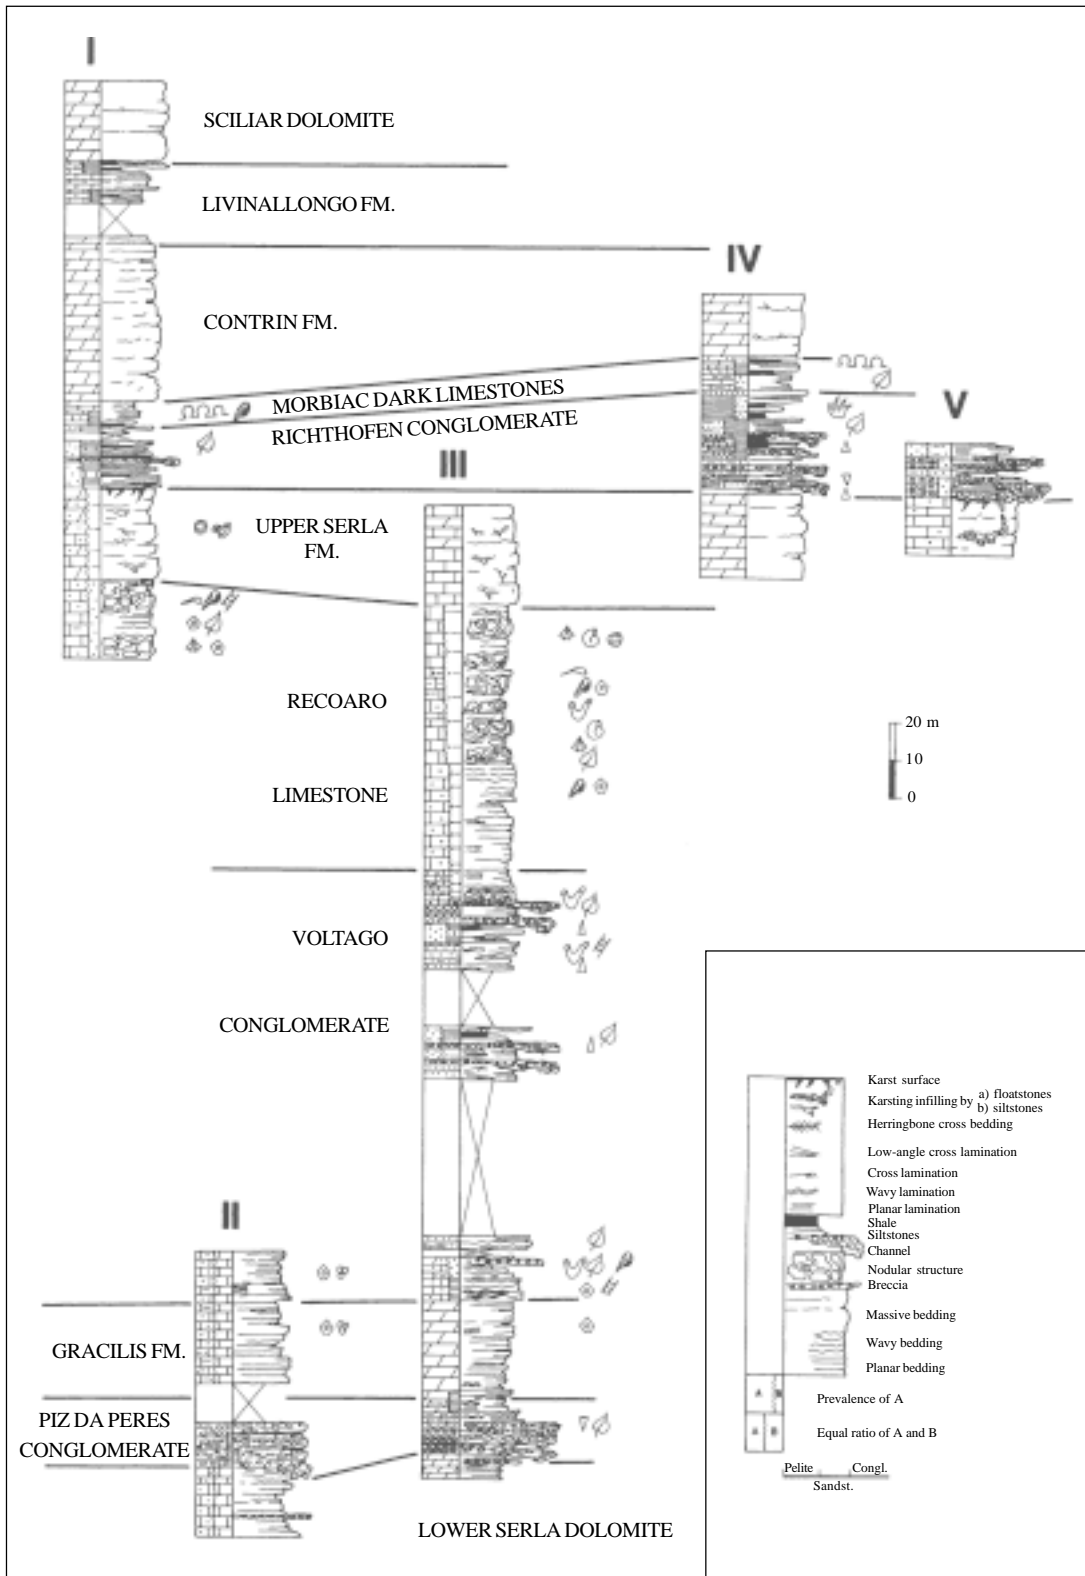 I
SCILIAR DOLOMITE
LIVINALLONGO FM.
IV
CONTRIN FM.
MORBIAC DARK LIMESTONES
RICHTHOFEN CONGLOMERATE
V
III
UPPER SERLA
FM.
RECOARO
20 m
10
0
LIMESTONE
VOLTAGO
CONGLOMERATE
II
GRACILIS FM.
PIZ DA PERES
CONGLOMERATE
LOWER SERLA DOLOMITE
Karst surface
Karsting infilling by a) floatstones
b) siltstones
Herringbone cross bedding
Low-angle cross lamination
Cross lamination
Wavy lamination
Planar lamination
Shale
Siltstones
Channel
Nodular structure
Breccia
Massive bedding
Wavy bedding
Planar bedding
A B Prevalence of A
A B Equal ratio of A and B
Pelite Congl.
Sandst.